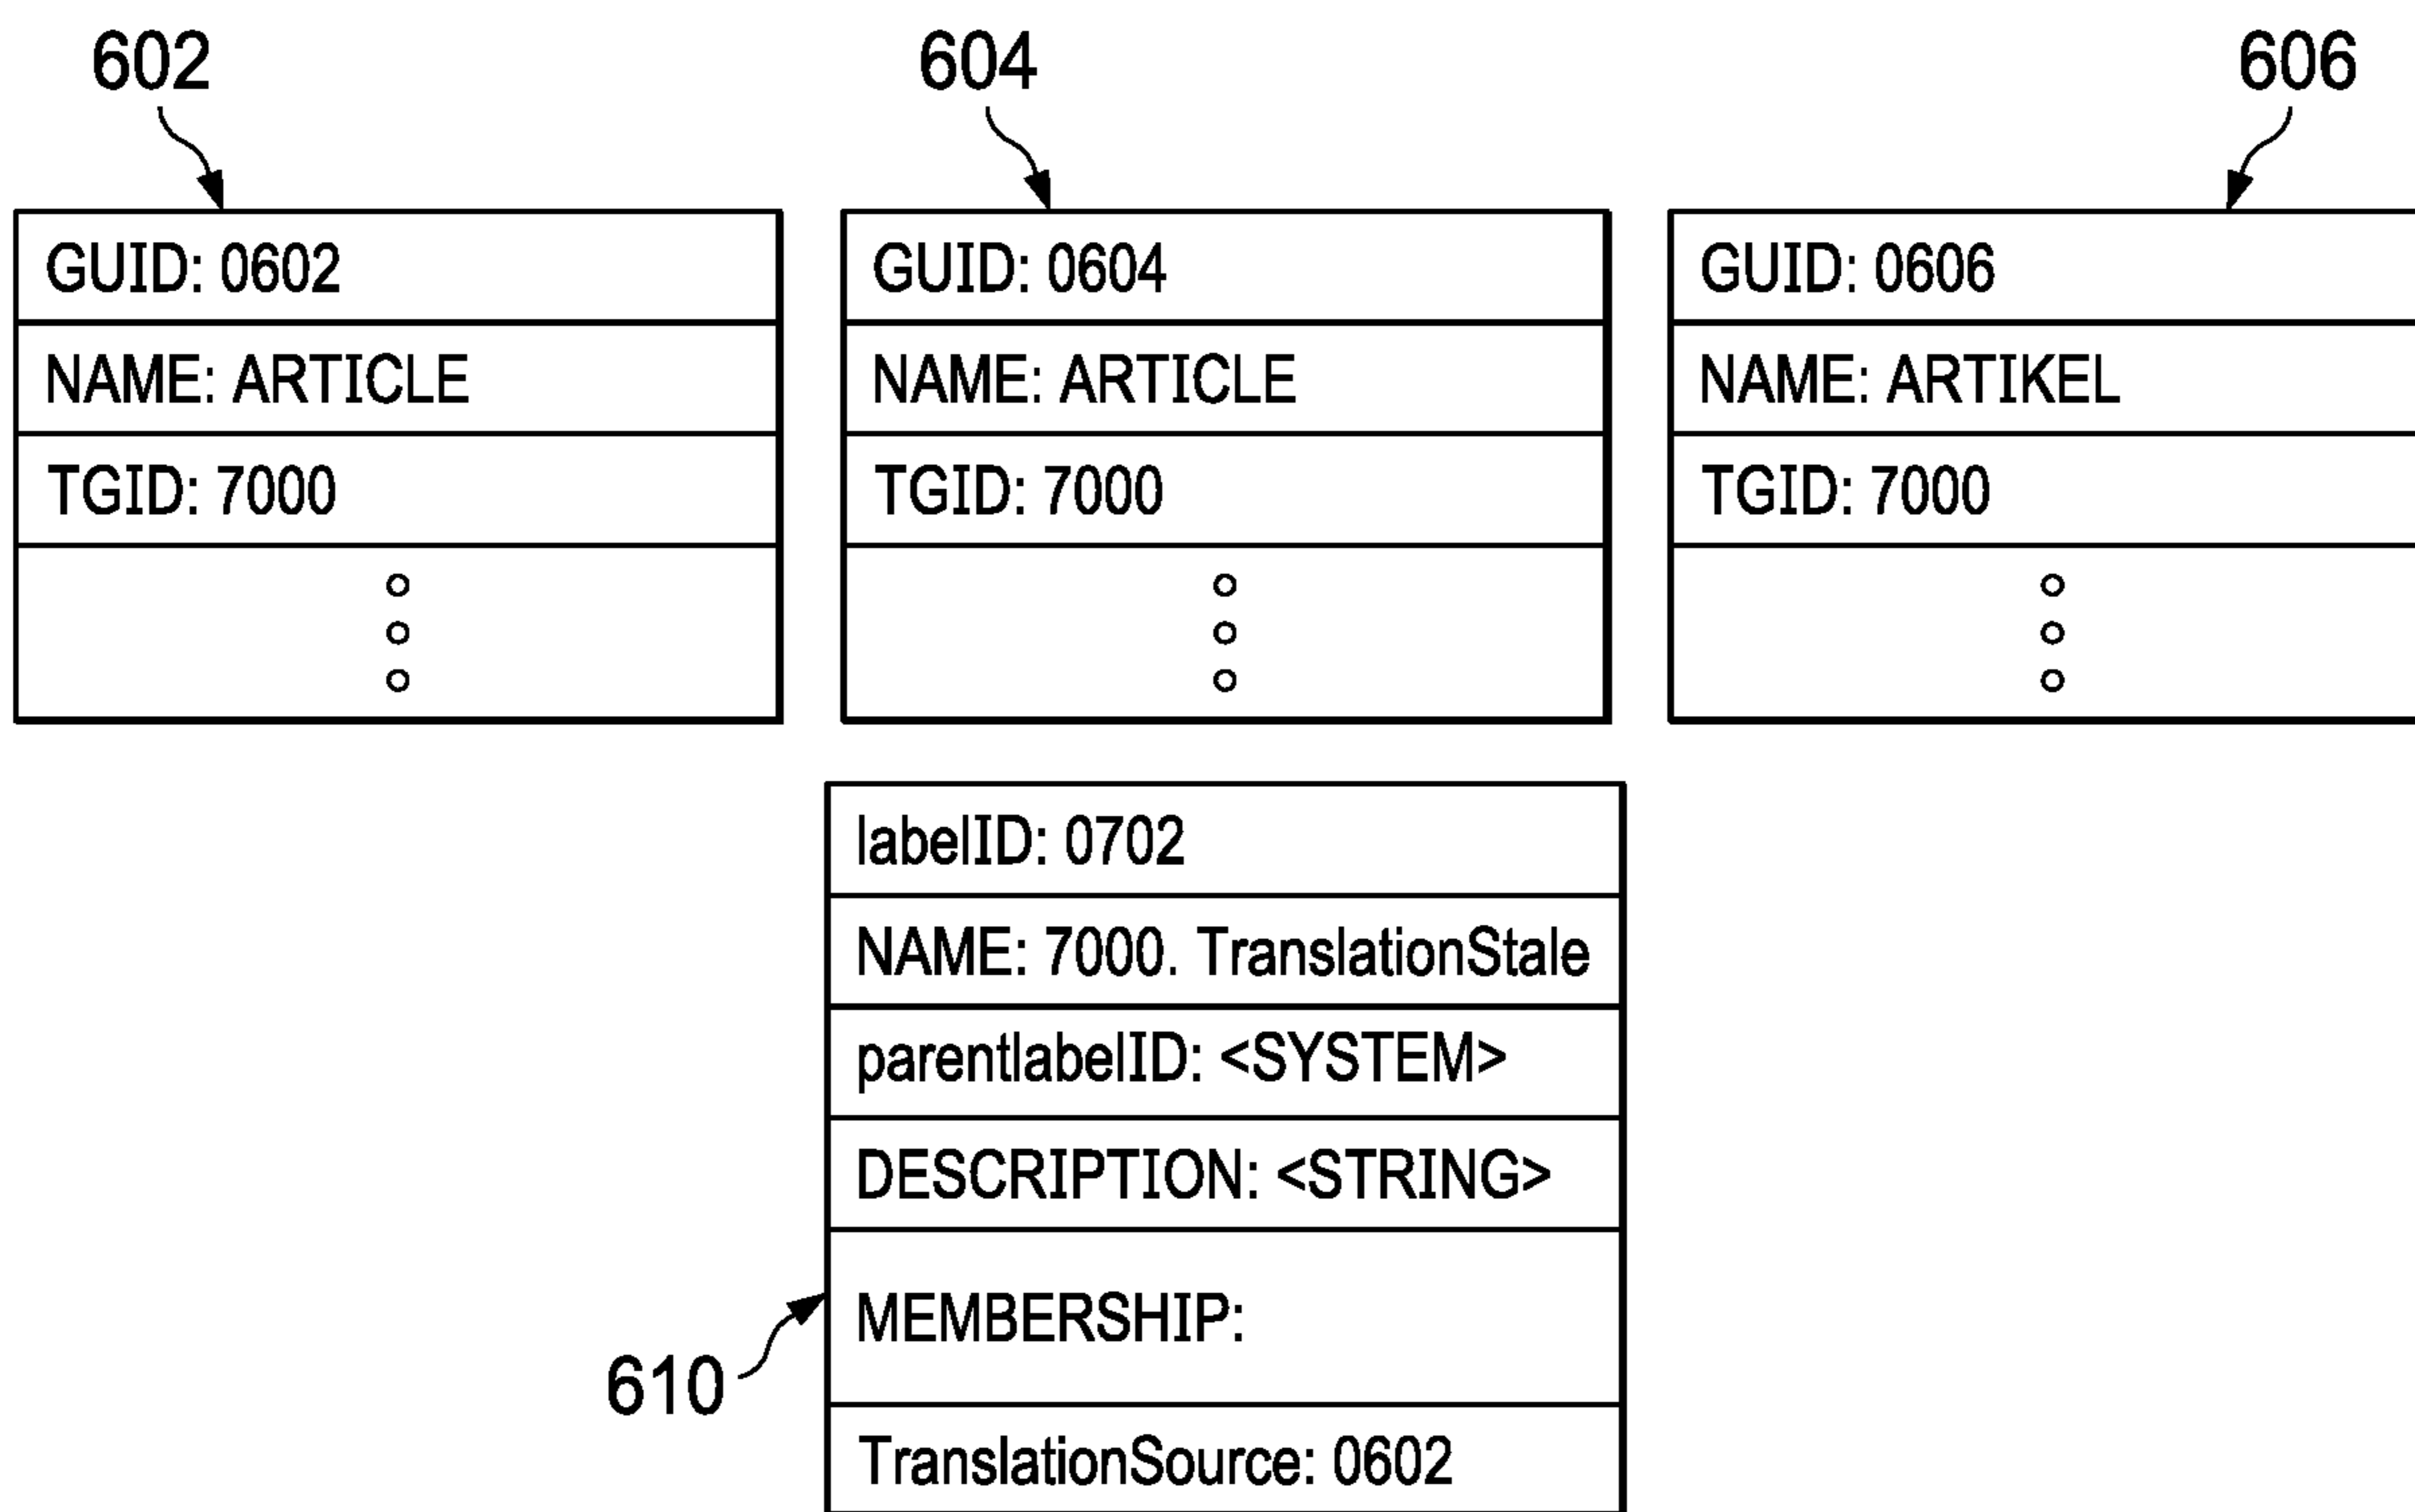 602
604
606
GUID: 0602
NAME: ARTICLE
TGID: 7000
GUID: 0604
NAME: ARTICLE
TGID: 7000
GUID: 0606
NAME: ARTIKEL
TGID: 7000
labelID: 0702
NAME: 7000. TranslationStale
parentlabelID: <SYSTEM>
DESCRIPTION: <STRING>
MEMBERSHIP:
610
TranslationSource: 0602